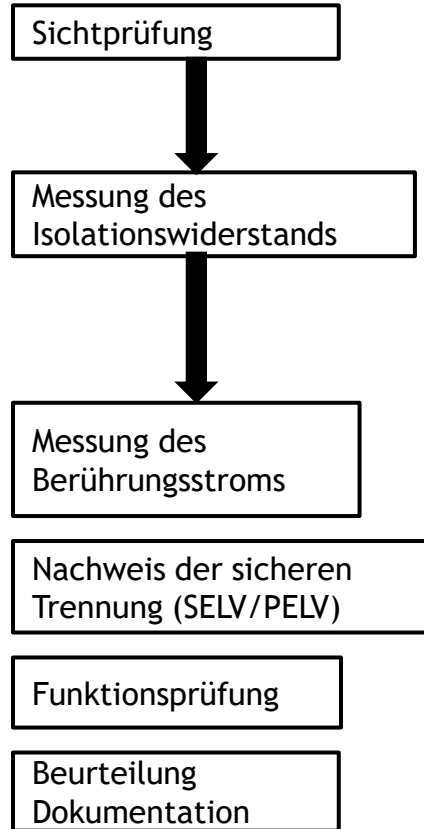 Sichtprüfung
Messung des
Isolationswiderstands
Messung des
Berührungsstroms
Nachweis der sicheren
Trennung (SELV/PELV)
Funktionsprüfung
Beurteilung
Dokumentation